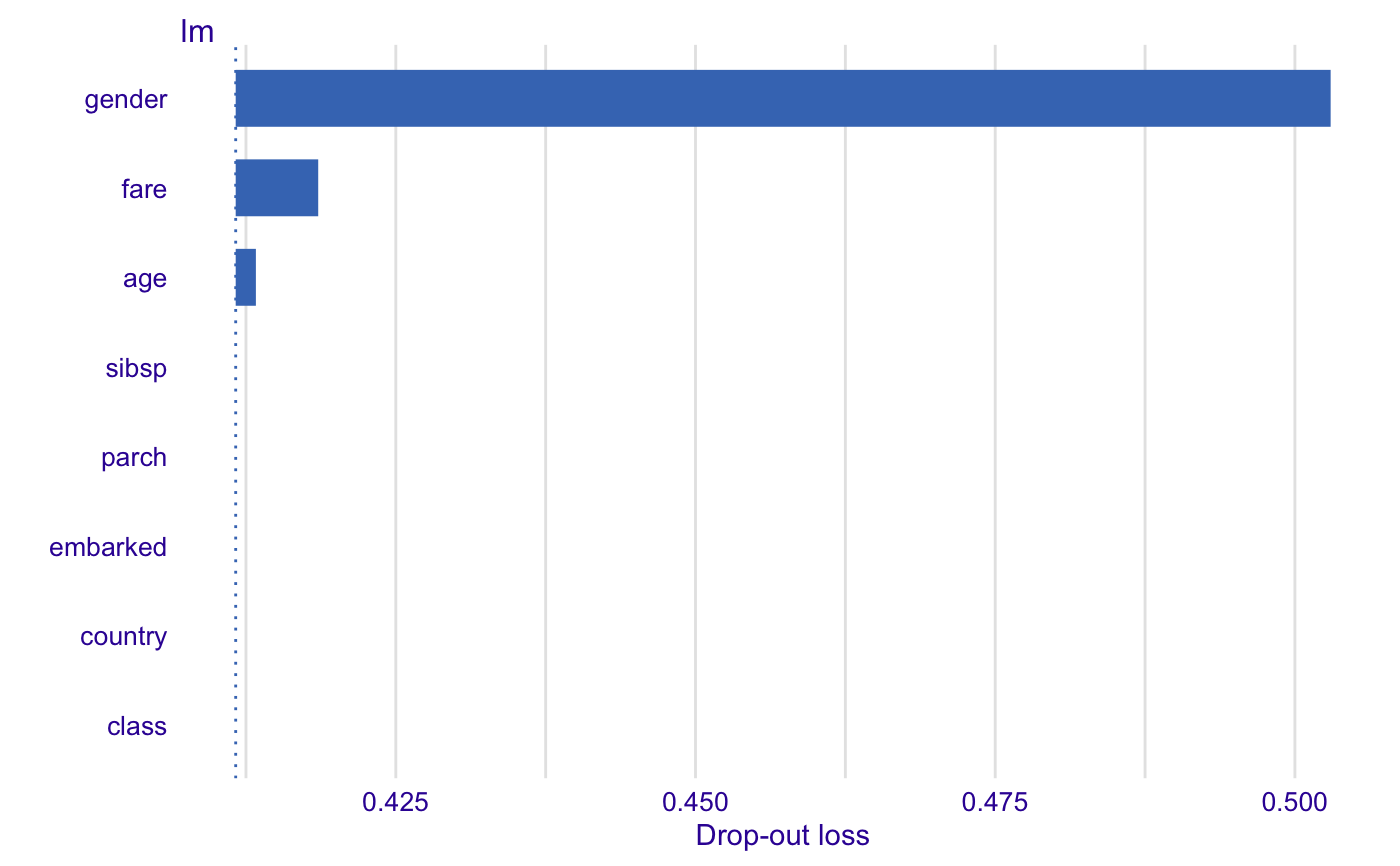 lm
gender
fare
age
sibsp
parch
embarked
country
class
0.425 0.450 0.475 0.500
Drop-out loss